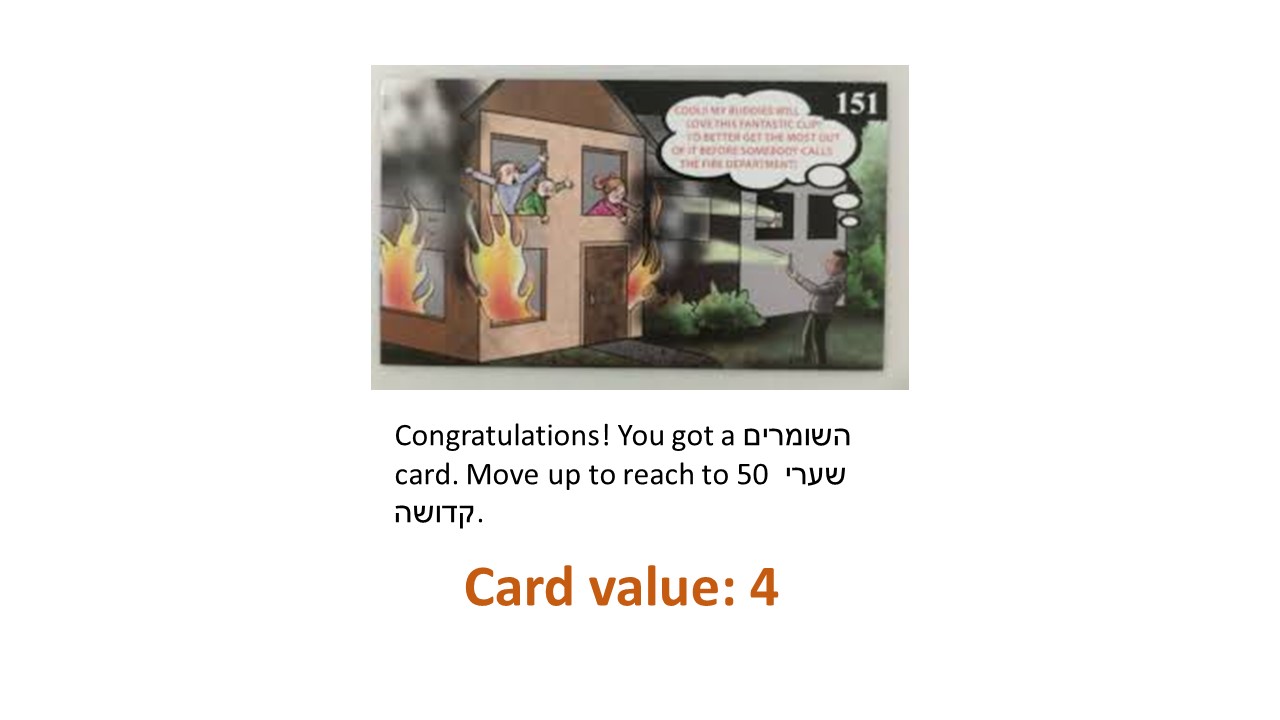 151
COOL!! MY BUDDIES WILL
LOVE THIS FANTASTIC CLIP!
I'D BETTER GET THE MOST OUT
OF IT BEFORE SOMEBODY CALLS
THE FIRE DEPARTMENT!
Congratulations! You got a השומרים
card. Move up to reach to 50 שערי
קדושה.
Card value: 4